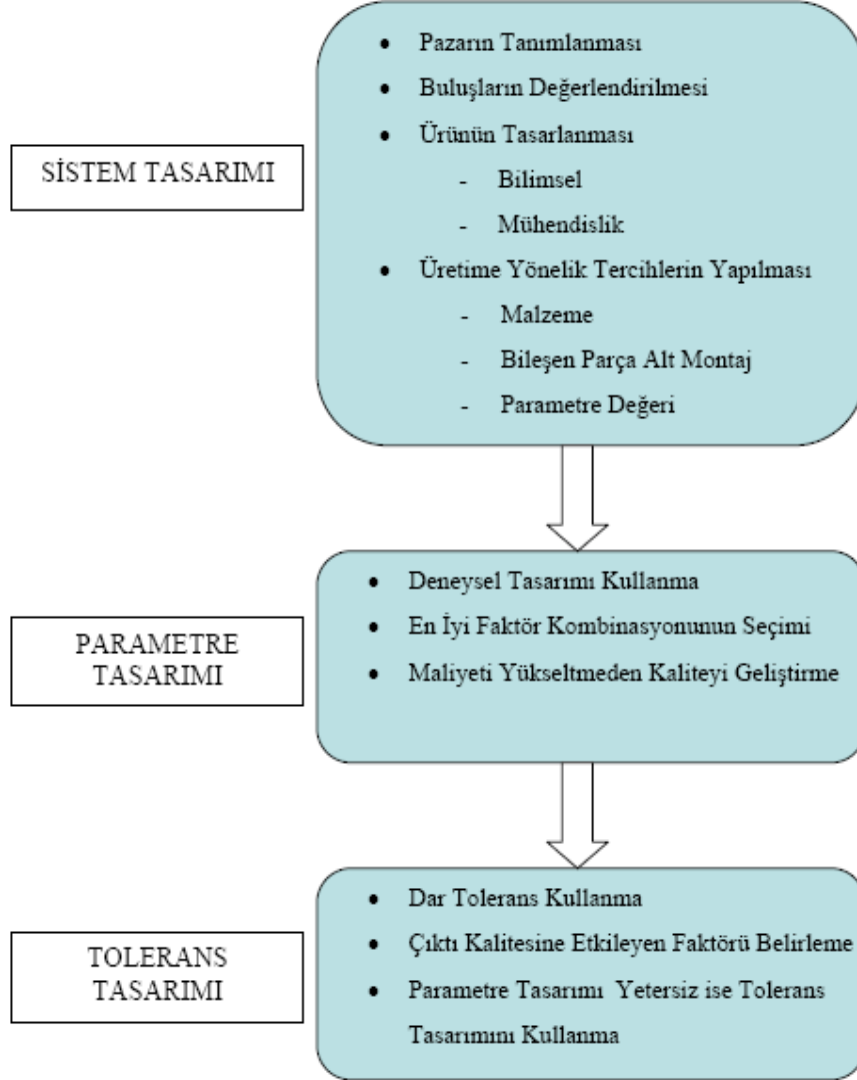 SİSTEM TASARIMI
• Pazarın Tanımlanması
• Buluşların Değerlendirilmesi
• Ürünün Tasarlanması
- Bilimsel
- Mühendislik
• Üretime Yönelik Tercihlerin Yapılması
- Malzeme
- Bileşen Parça Alt Montaj
- Parametre Değeri
PARAMETRE
TASARIMI
• Deneysel Tasarımı Kullanma
• En İyi Faktör Kombinasyonunun Seçimi
• Maliyeti Yükseltmeden Kaliteyi Geliştirme
TOLERANS
TASARIMI
• Dar Tolerans Kullanma
• Çıktı Kalitesine Etkileyen Faktörü Belirleme
• Parametre Tasarımı Yetersiz ise Tolerans
Tasarımını Kullanma